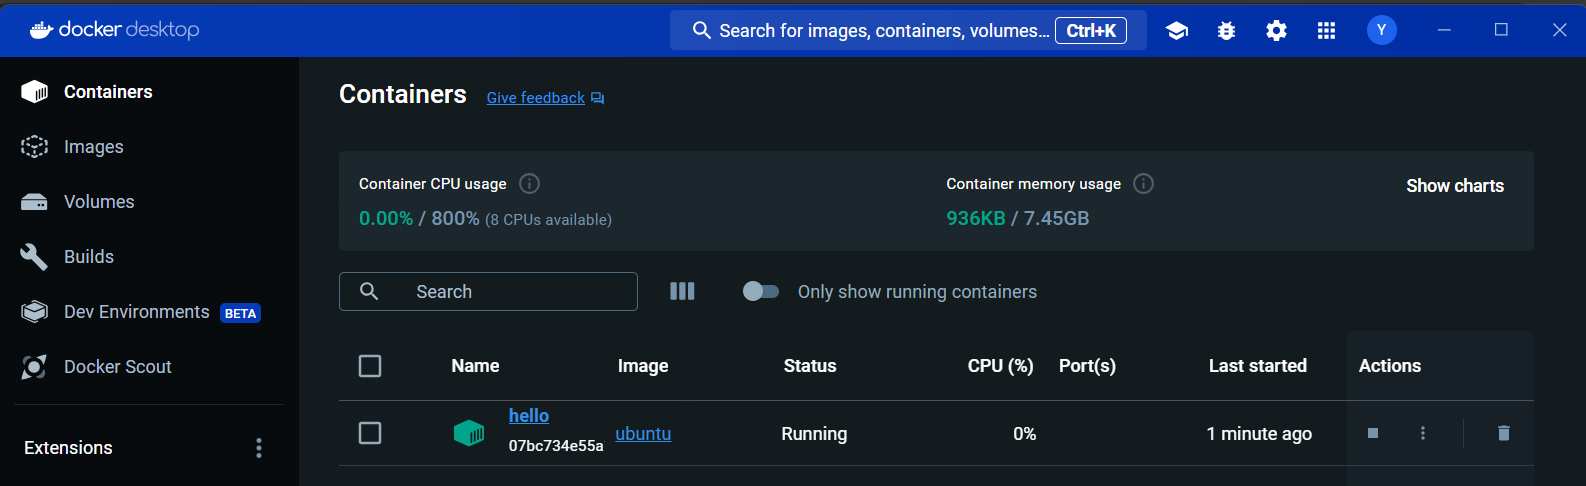 docker desktop
Search for images, containers, volumes... Ctrl+K
Y
Containers
Images
Volumes
Builds
Dev Environments BETA
Docker Scout
Extensions
Containers Give feedback
Container CPU usage
0.00% / 800% (8 CPUs available)
Container memory usage
936KB / 7.45GB
Show charts
Search
Only show running containers
Name Image Status CPU (%) Port(s) Last started Actions
hello
07bc734e55a
ubuntu Running 0% 1 minute ago